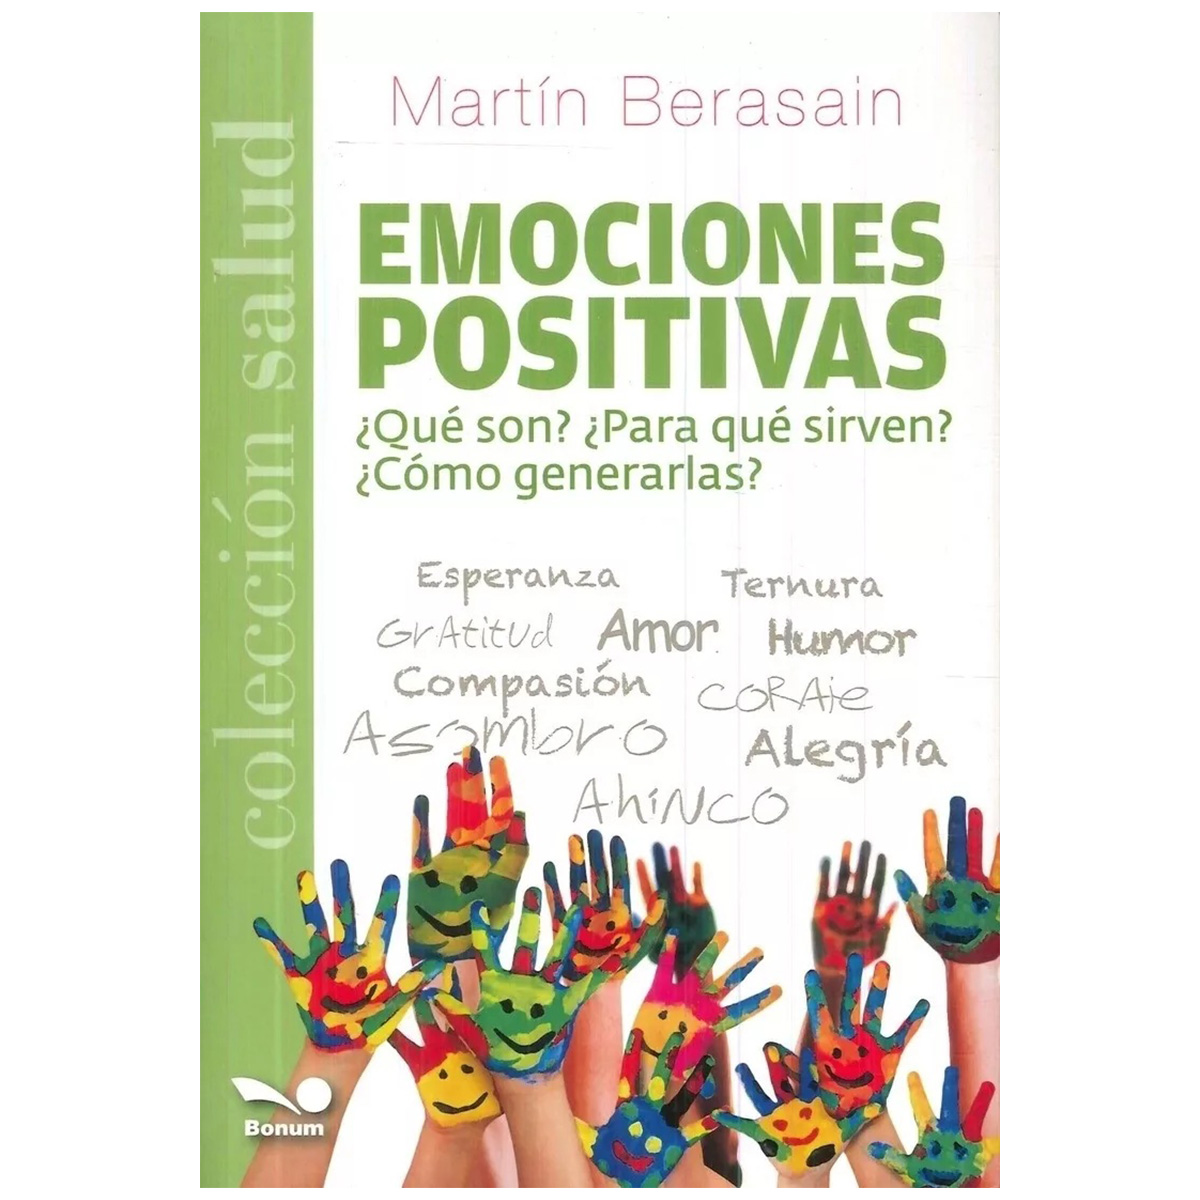 Martín Berasain
EMOCIONES
POSITIVAS
¿Qué son? ¿Para qué sirven?
¿Cómo generarlas?
Esperanza
Ternura
Gratitud
Amor
Humor
Compasión
Coraje
Asombro
Alegría
Ahinco
colección salud
Bonum